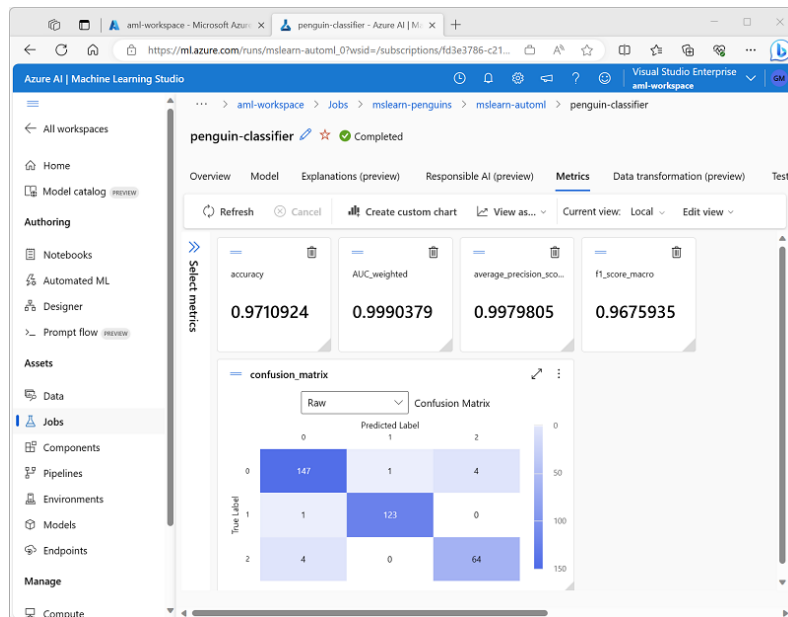 aml-workspace - Microsoft Azure
penguin-classifier - Azure AI | Ma
https://ml.azure.com/runs/mslearn-automl_0?wsid=/subscriptions/fd3e3786-c21...
Azure AI | Machine Learning Studio
Visual Studio Enterprise
aml-workspace
GM
All workspaces
Home
Model catalog PREVIEW
Authoring
Notebooks
Automated ML
Designer
Prompt flow PREVIEW
Assets
Data
Jobs
Components
Pipelines
Environments
Models
Endpoints
Manage
Compute
··· > aml-workspace > Jobs > mslearn-penguins > mslearn-automl > penguin-classifier
penguin-classifier Completed
Overview Model Explanations (preview) Responsible AI (preview) Metrics Data transformation (preview) Test
Refresh Cancel Create custom chart View as... Current view: Local Edit view
Select metrics
accuracy
0.9710924
AUC_weighted
0.9990379
average_precision_sco...
0.9979805
f1_score_macro
0.9675935
confusion_matrix
Raw Confusion Matrix
Predicted Label
0 1 2
True Label
0 147 1 4
1 1 123 0
2 4 0 64
0
50
100
150